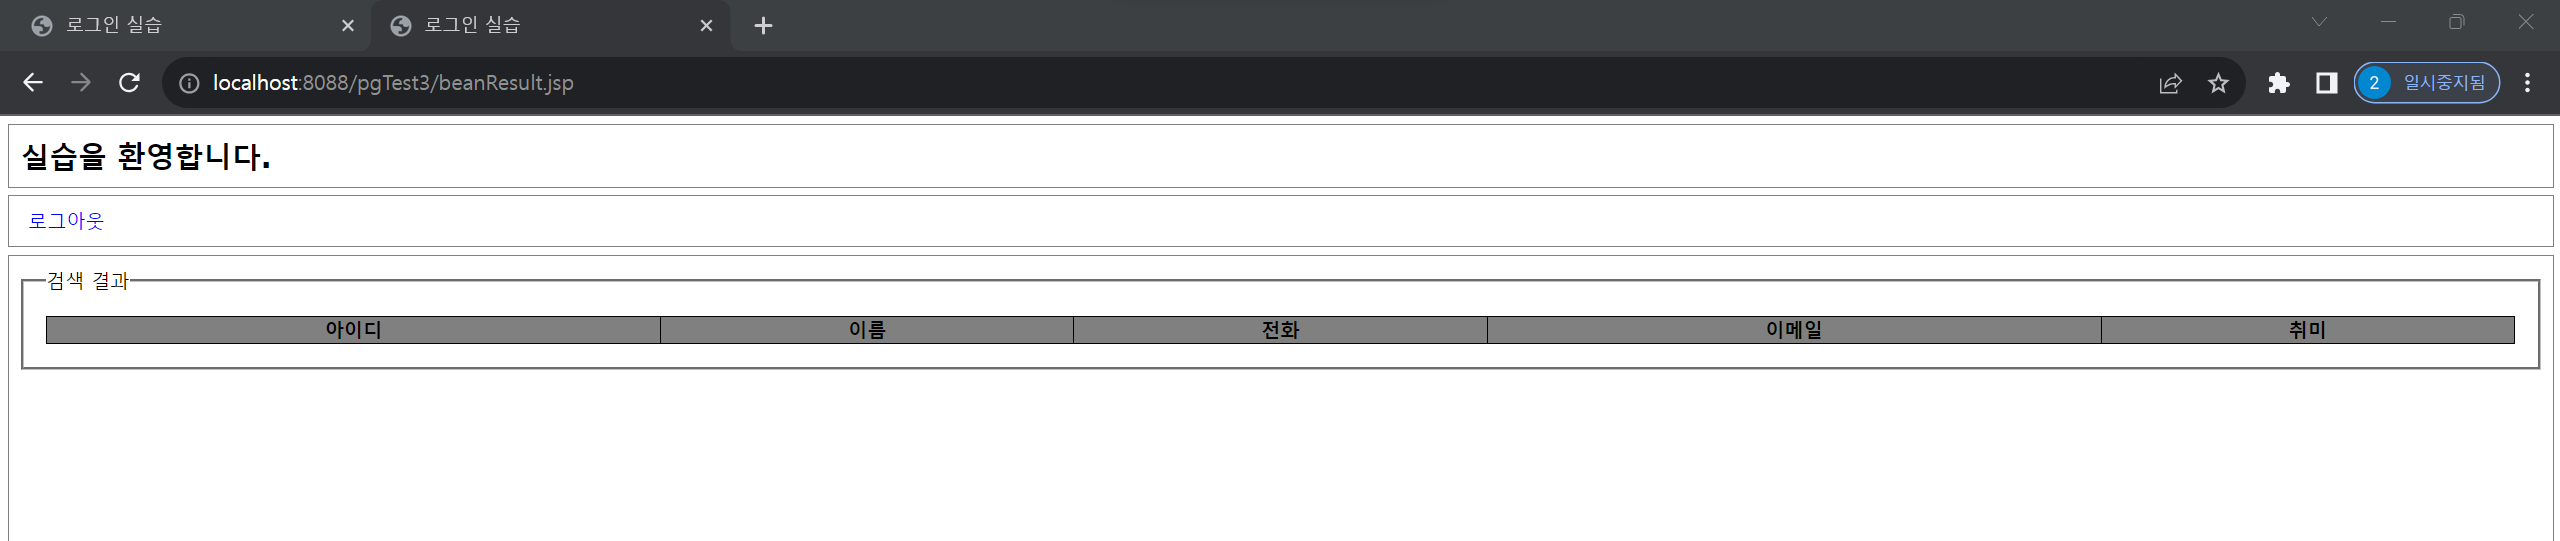 로그인 실습 로그인 실습
localhost:8088/pgTest3/beanResult.jsp 2 일시중지됨
실습을 환영합니다.
로그아웃
검색 결과
아이디 이름 전화 이메일 취미